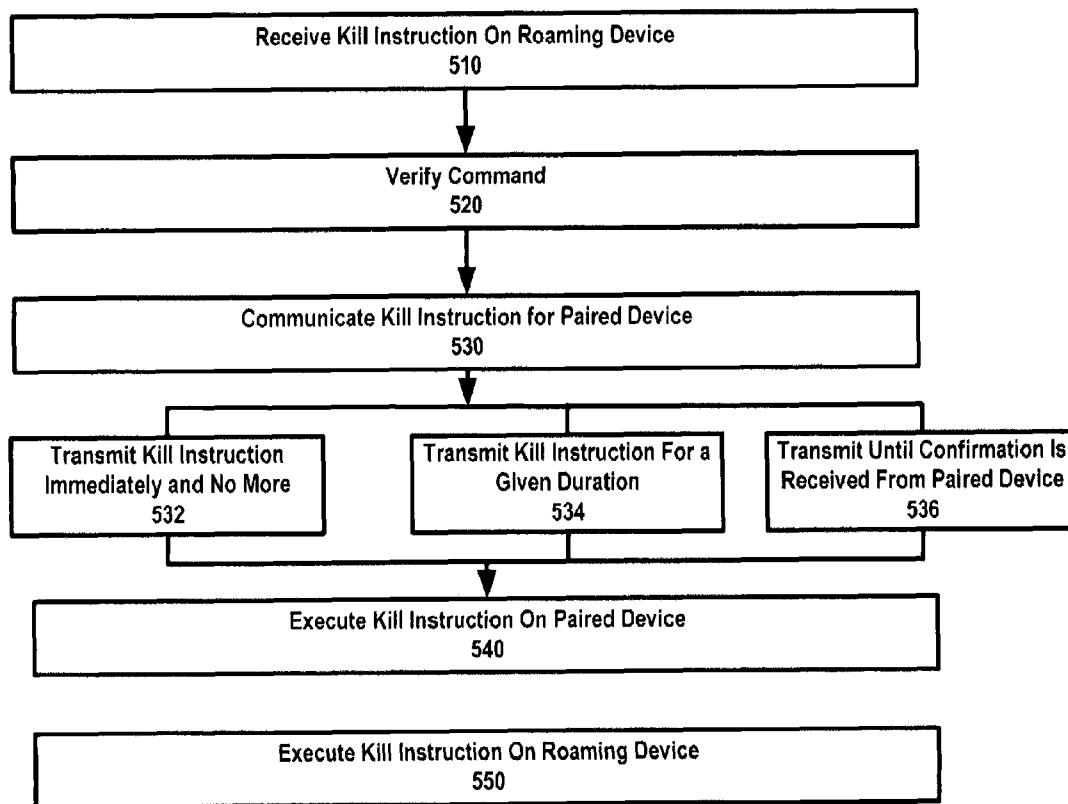 Receive Kill Instruction On Roaming Device
510
Verify Command
520
Communicate Kill Instruction for Paired Device
530
Transmit Kill Instruction
Immediately and No More
532
Transmit Kill Instruction For a
Given Duration
534
Transmit Until Confirmation Is
Received From Paired Device
536
Execute Kill Instruction On Paired Device
540
Execute Kill Instruction On Roaming Device
550